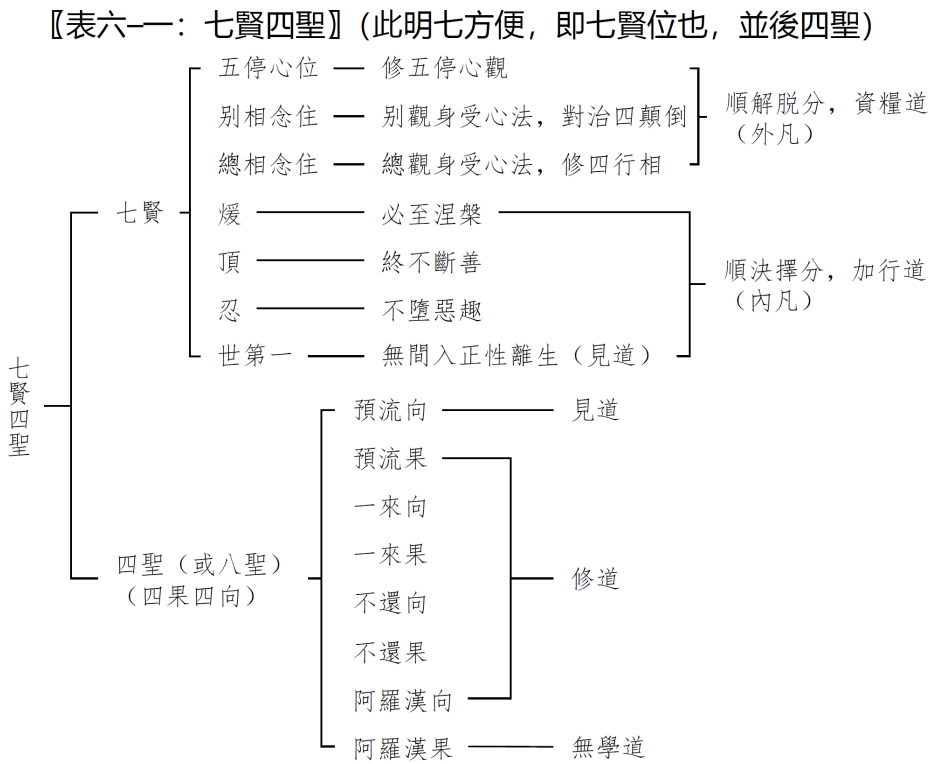 〖表六–一：七賢四聖〗（此明七方便，即七賢位也，並後四聖）
七賢四聖
七賢
五停心位
修五停心觀
別相念住
別觀身受心法，對治四顛倒
總相念住
總觀身受心法，修四行相
順解脫分，資糧道
（外凡）
煖
必至涅槃
頂
終不斷善
忍
不墮惡趣
世第一
無間入正性離生（見道）
順決擇分，加行道
（內凡）
四聖（或八聖）
（四果四向）
預流向
見道
預流果
一來向
一來果
不還向
不還果
阿羅漢向
修道
阿羅漢果
無學道